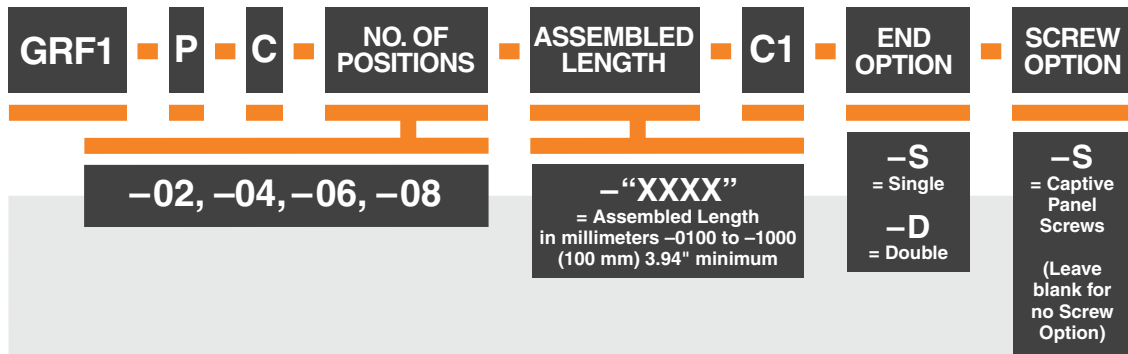 GRF1 – P – C – NO. OF POSITIONS – ASSEMBLED LENGTH – C1 – END OPTION – SCREW OPTION
–02, –04,–06, –08
–“XXXX”
= Assembled Length
in millimeters –0100 to –1000
(100 mm) 3.94" minimum
–S
= Single
–D
= Double
–S
= Captive
Panel
Screws
(Leave
blank for
no Screw
Option)